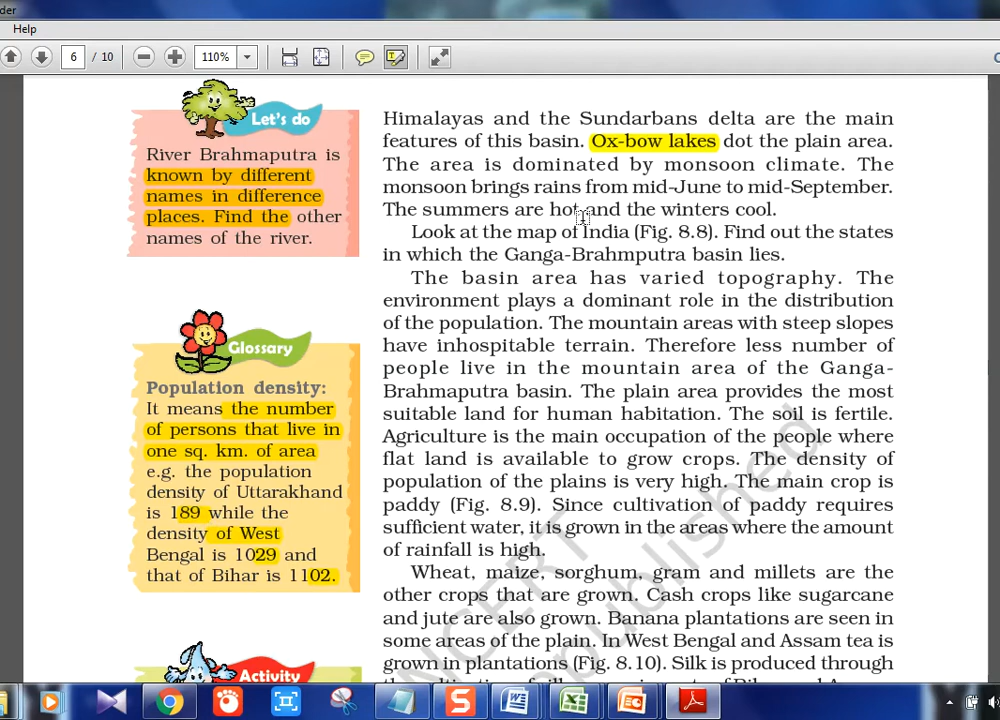 der
Help
6 / 10
110%
Let's do
River Brahmaputra is
known by different
names in difference
places. Find the other
names of the river.
Glossary
Population density:
It means the number
of persons that live in
one sq. km. of area
e.g. the population
density of Uttarakhand
is 189 while the
density of West
Bengal is 1029 and
that of Bihar is 1102.
Activity
Himalayas and the Sundarbans delta are the main
features of this basin. Ox-bow lakes dot the plain area.
The area is dominated by monsoon climate. The
monsoon brings rains from mid-June to mid-September.
The summers are hot and the winters cool.
Look at the map of India (Fig. 8.8). Find out the states
in which the Ganga-Brahmputra basin lies.
The basin area has varied topography. The
environment plays a dominant role in the distribution
of the population. The mountain areas with steep slopes
have inhospitable terrain. Therefore less number of
people live in the mountain area of the Ganga-
Brahmaputra basin. The plain area provides the most
suitable land for human habitation. The soil is fertile.
Agriculture is the main occupation of the people where
flat land is available to grow crops. The density of
population of the plains is very high. The main crop is
paddy (Fig. 8.9). Since cultivation of paddy requires
sufficient water, it is grown in the areas where the amount
of rainfall is high.
Wheat, maize, sorghum, gram and millets are the
other crops that are grown. Cash crops like sugarcane
and jute are also grown. Banana plantations are seen in
some areas of the plain. In West Bengal and Assam tea is
grown in plantations (Fig. 8.10). Silk is produced through
NCERT
republished